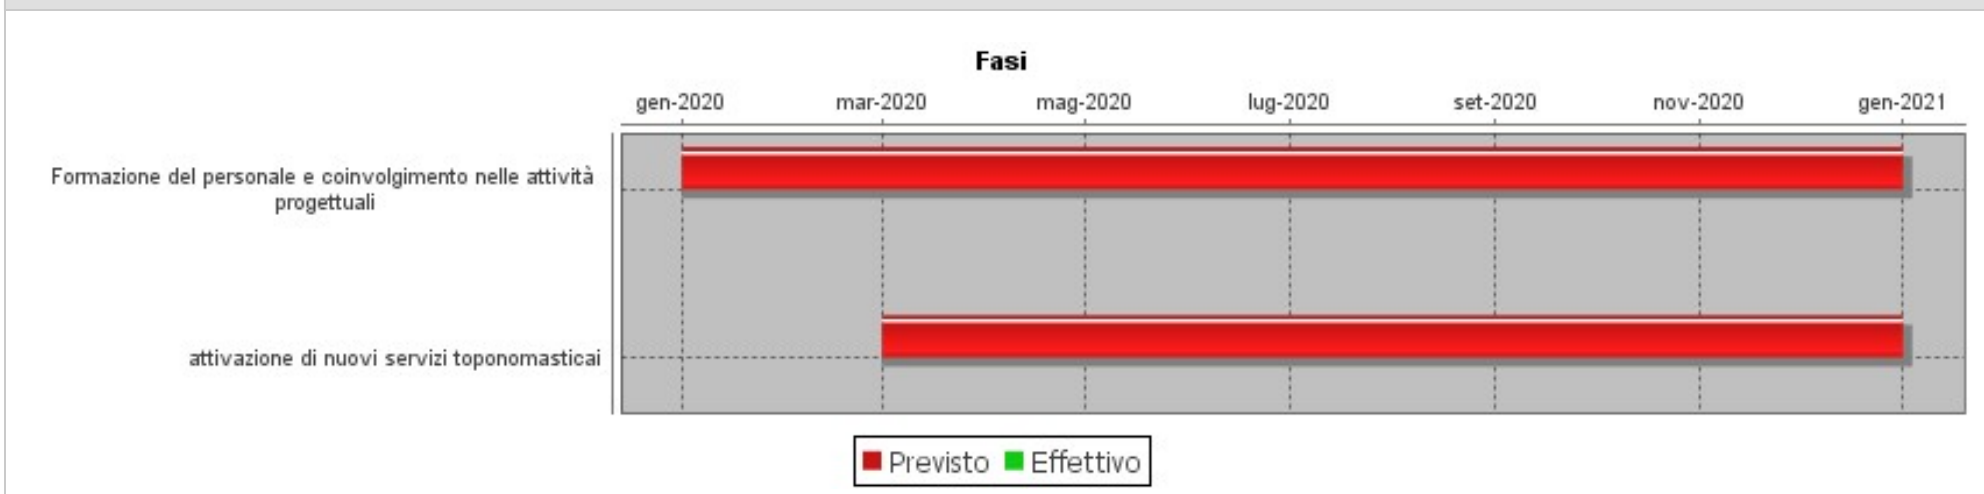 Fasi
gen-2020 mar-2020 mag-2020 lug-2020 set-2020 nov-2020 gen-2021
Formazione del personale e coinvolgimento nelle attività
progettuali
attivazione di nuovi servizi toponomasticai
Previsto Effettivo